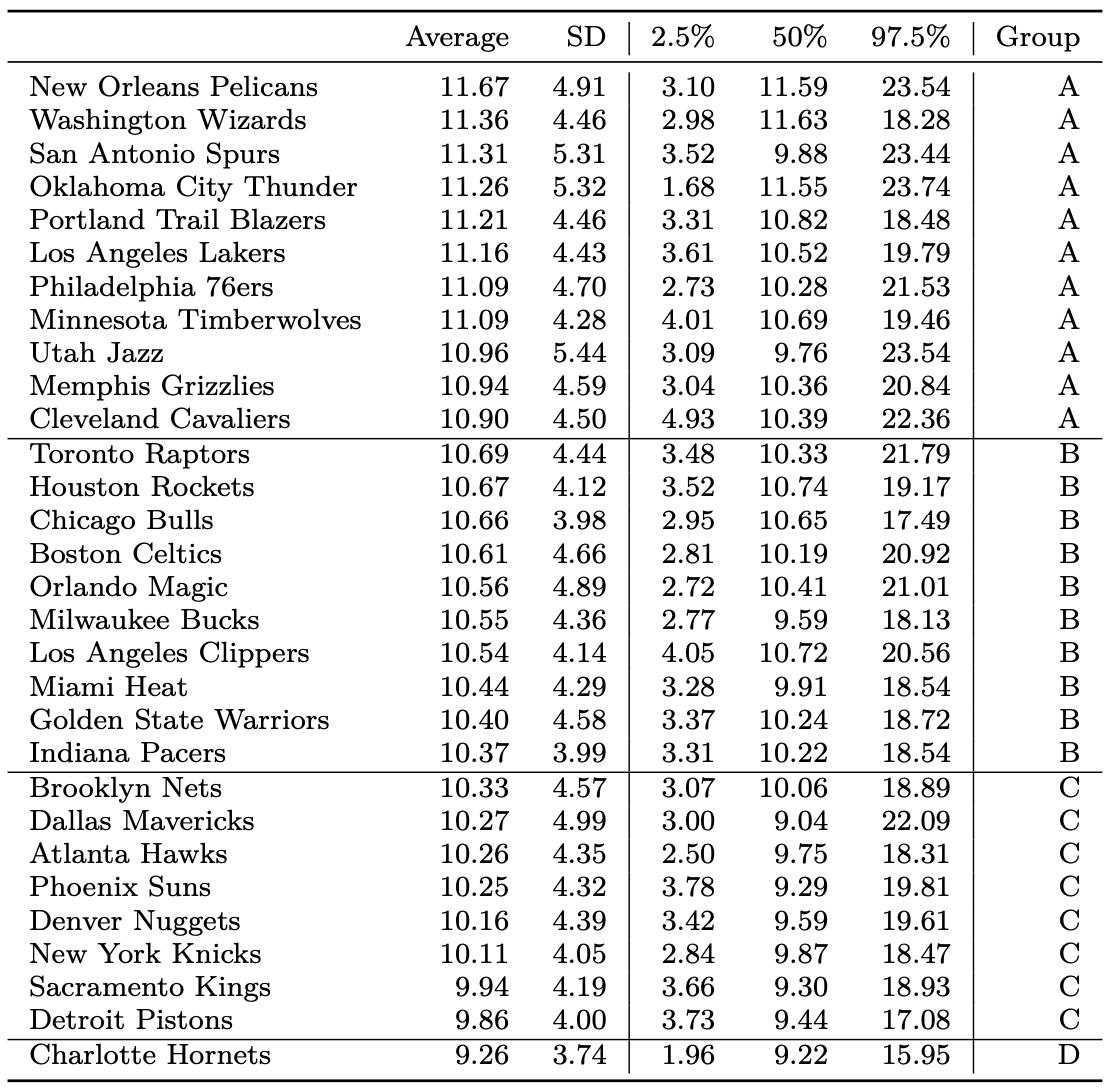 Average SD 2.5% 50% 97.5% Group
New Orleans Pelicans 11.67 4.91 3.10 11.59 23.54 A
Washington Wizards 11.36 4.46 2.98 11.63 18.28 A
San Antonio Spurs 11.31 5.31 3.52 9.88 23.44 A
Oklahoma City Thunder 11.26 5.32 1.68 11.55 23.74 A
Portland Trail Blazers 11.21 4.46 3.31 10.82 18.48 A
Los Angeles Lakers 11.16 4.43 3.61 10.52 19.79 A
Philadelphia 76ers 11.09 4.70 2.73 10.28 21.53 A
Minnesota Timberwolves 11.09 4.28 4.01 10.69 19.46 A
Utah Jazz 10.96 5.44 3.09 9.76 23.54 A
Memphis Grizzlies 10.94 4.59 3.04 10.36 20.84 A
Cleveland Cavaliers 10.90 4.50 4.93 10.39 22.36 A
Toronto Raptors 10.69 4.44 3.48 10.33 21.79 B
Houston Rockets 10.67 4.12 3.52 10.74 19.17 B
Chicago Bulls 10.66 3.98 2.95 10.65 17.49 B
Boston Celtics 10.61 4.66 2.81 10.19 20.92 B
Orlando Magic 10.56 4.89 2.72 10.41 21.01 B
Milwaukee Bucks 10.55 4.36 2.77 9.59 18.13 B
Los Angeles Clippers 10.54 4.14 4.05 10.72 20.56 B
Miami Heat 10.44 4.29 3.28 9.91 18.54 B
Golden State Warriors 10.40 4.58 3.37 10.24 18.72 B
Indiana Pacers 10.37 3.99 3.31 10.22 18.54 B
Brooklyn Nets 10.33 4.57 3.07 10.06 18.89 C
Dallas Mavericks 10.27 4.99 3.00 9.04 22.09 C
Atlanta Hawks 10.26 4.35 2.50 9.75 18.31 C
Phoenix Suns 10.25 4.32 3.78 9.29 19.81 C
Denver Nuggets 10.16 4.39 3.42 9.59 19.61 C
New York Knicks 10.11 4.05 2.84 9.87 18.47 C
Sacramento Kings 9.94 4.19 3.66 9.30 18.93 C
Detroit Pistons 9.86 4.00 3.73 9.44 17.08 C
Charlotte Hornets 9.26 3.74 1.96 9.22 15.95 D